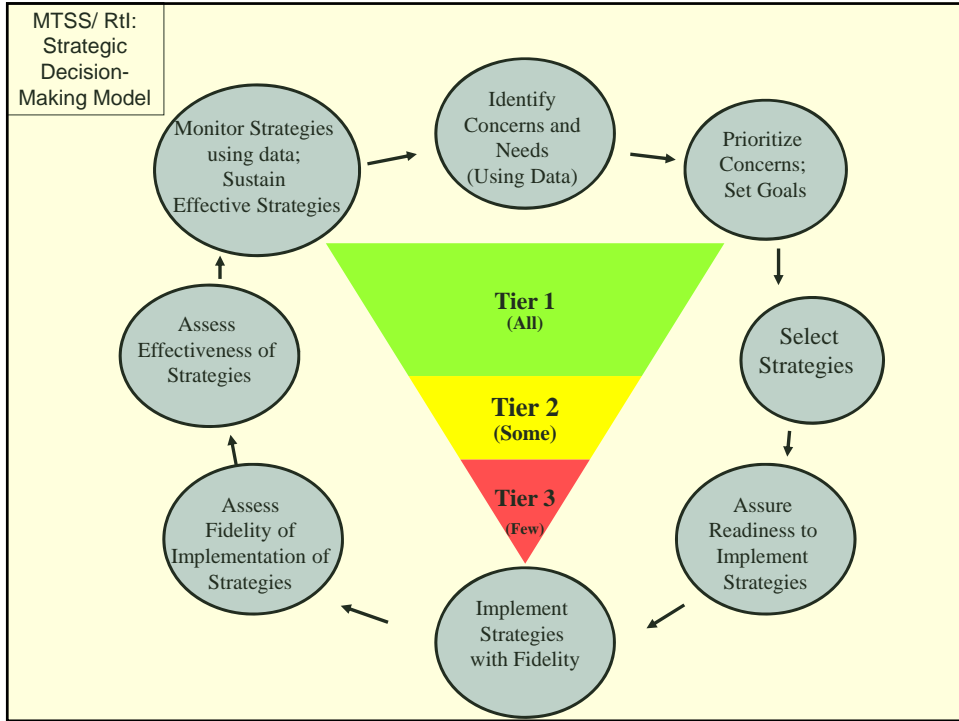 MTSS/ RtI:
Strategic
Decision-
Making Model
Identify
Concerns and
Needs
(Using Data)
Prioritize
Concerns;
Set Goals
Select
Strategies
Assure
Readiness to
Implement
Strategies
Implement
Strategies
with Fidelity
Assess
Fidelity of
Implementation of
Strategies
Assess
Effectiveness of
Strategies
Monitor Strategies
using data;
Sustain
Effective Strategies
Tier 1
(All)
Tier 2
(Some)
Tier 3
(Few)